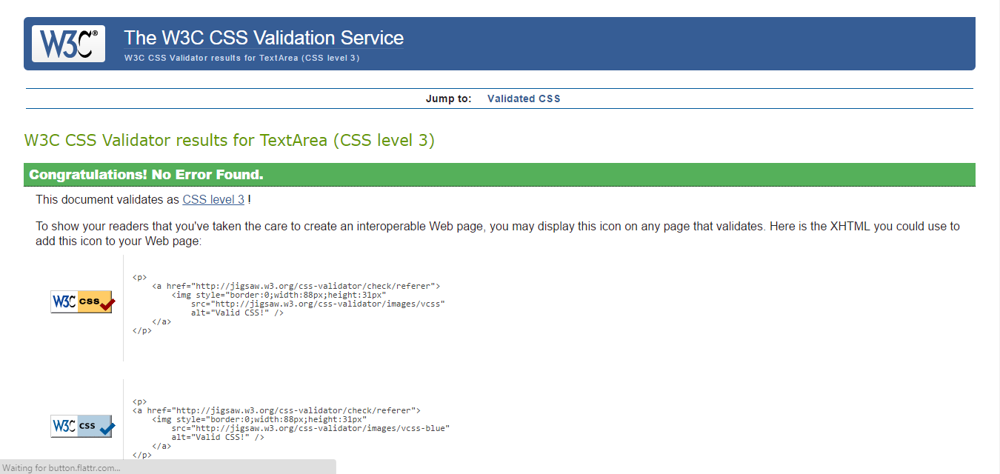 W3C®
The W3C CSS Validation Service
W3C CSS Validator results for TextArea (CSS level 3)
Jump to: Validated CSS
W3C CSS Validator results for TextArea (CSS level 3)
Congratulations! No Error Found.
This document validates as CSS level 3 !
To show your readers that you've taken the care to create an interoperable Web page, you may display this icon on any page that validates. Here is the XHTML you could use to
add this icon to your Web page:
W3C css
<p>
    <a href="http://jigsaw.w3.org/css-validator/check/referer">
        <img style="border:0;width:88px;height:31px"
            src="http://jigsaw.w3.org/css-validator/images/vcss"
            alt="Valid CSS!" />
    </a>
</p>
W3C css
<p>
<a href="http://jigsaw.w3.org/css-validator/check/referer">
    <img style="border:0;width:88px;height:31px"
        src="http://jigsaw.w3.org/css-validator/images/vcss-blue"
        alt="Valid CSS!" />
    </a>
</p>
Waiting for button.flattr.com...